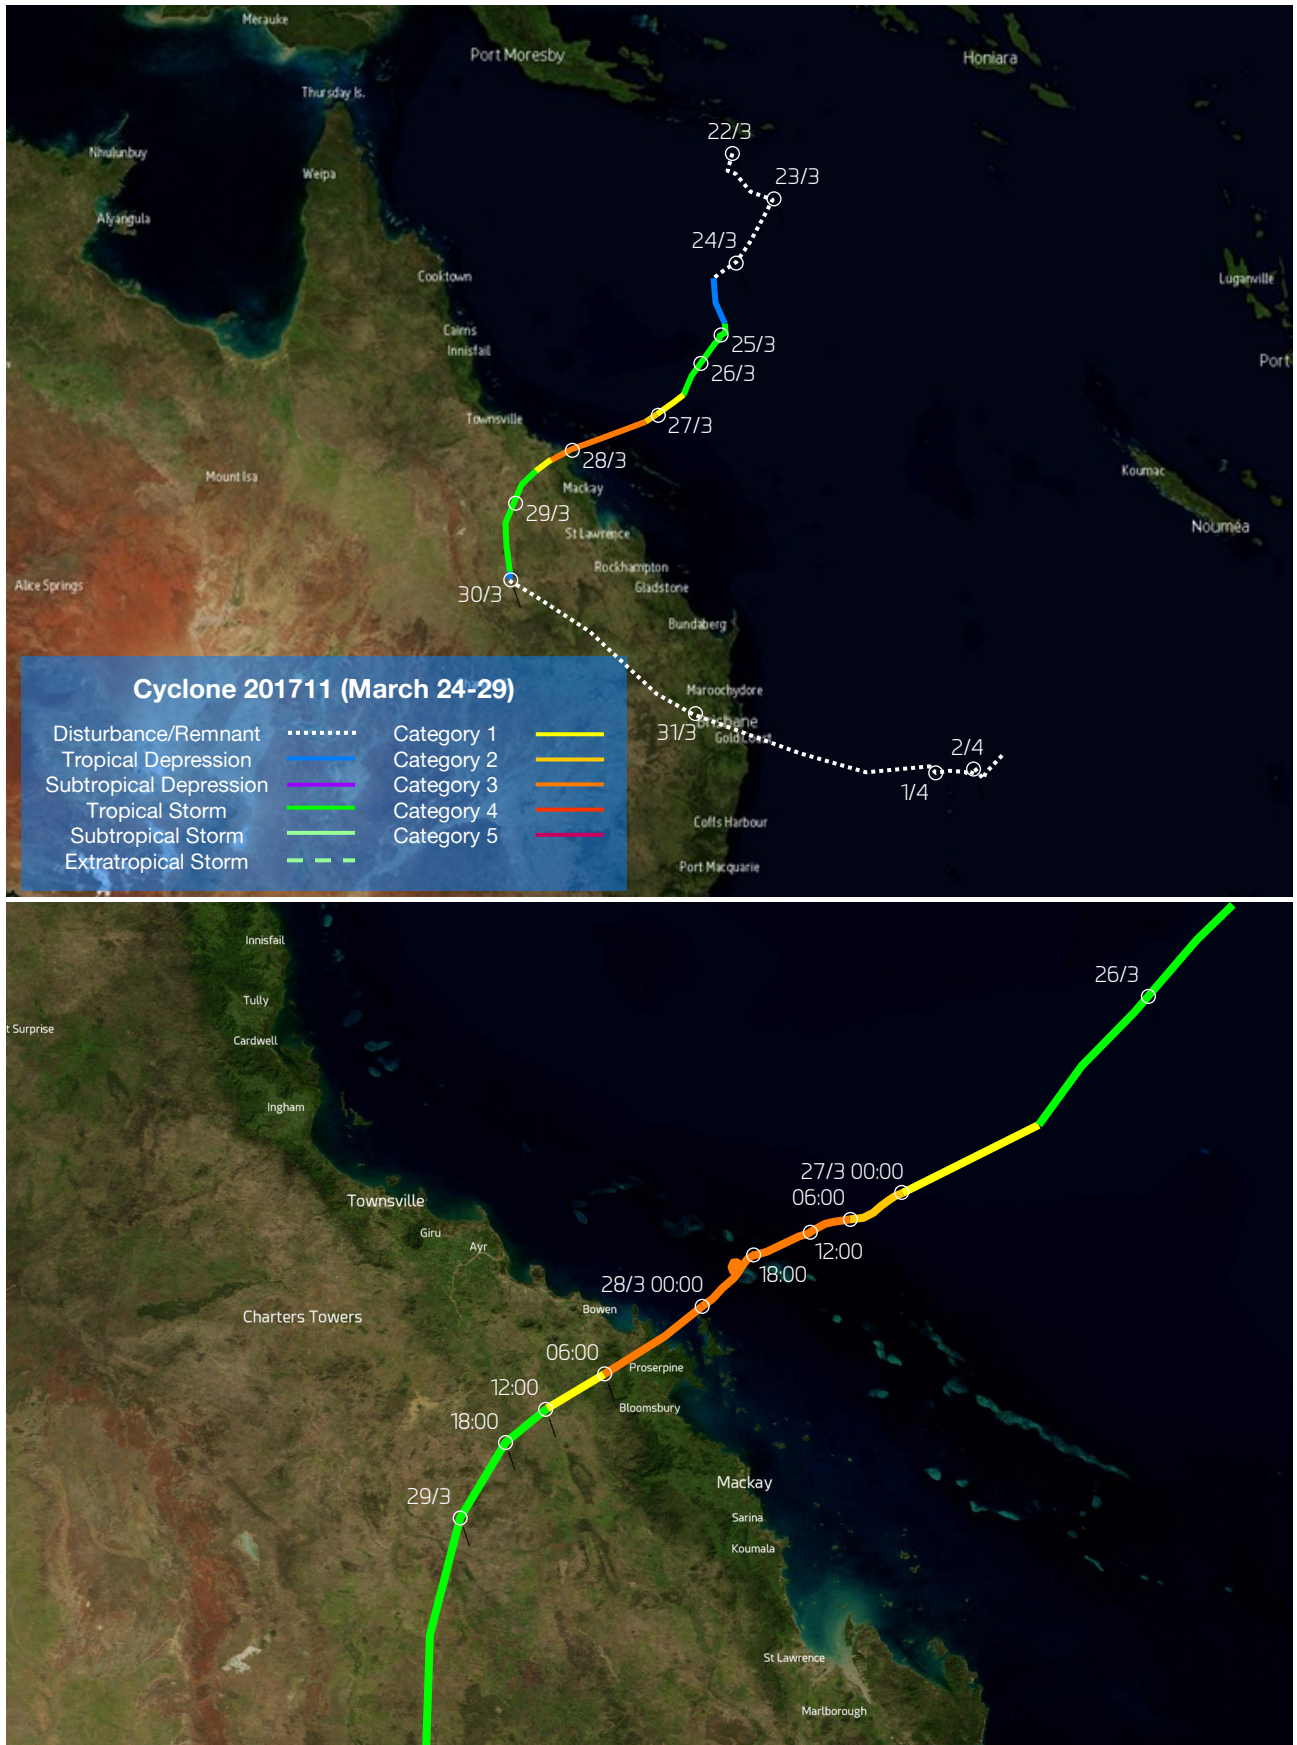 Merauke
Port Moresby
Honiara
Thursday Is.
22/3
Nhulunbuy
Weipa
23/3
Alyangula
24/3
Cooktown
Luganville
Cairns
Innisfail
25/3
Port
26/3
Townsville
27/3
28/3
Mount Isa
Koumac
Mackay
29/3
Nouméa
St Lawrence
Rockhampton
Alice Springs
Gladstone
30/3
Bundaberg
Maroochydore
Brisbane
31/3
Gold Coast
2/4
1/4
Coffs Harbour
Port Macquarie
Cyclone 201711 (March 24-29)
Disturbance/Remnant
Tropical Depression
Subtropical Depression
Tropical Storm
Subtropical Storm
Extratropical Storm
Category 1
Category 2
Category 3
Category 4
Category 5
Innisfail
26/3
Tully
t Surprise
Cardwell
Ingham
27/3 00:00
06:00
Townsville
Giru
Ayr
12:00
18:00
28/3 00:00
Bowen
Charters Towers
06:00
Proserpine
12:00
Bloomsbury
18:00
Mackay
29/3
Sarina
Koumala
St Lawrence
Marlborough